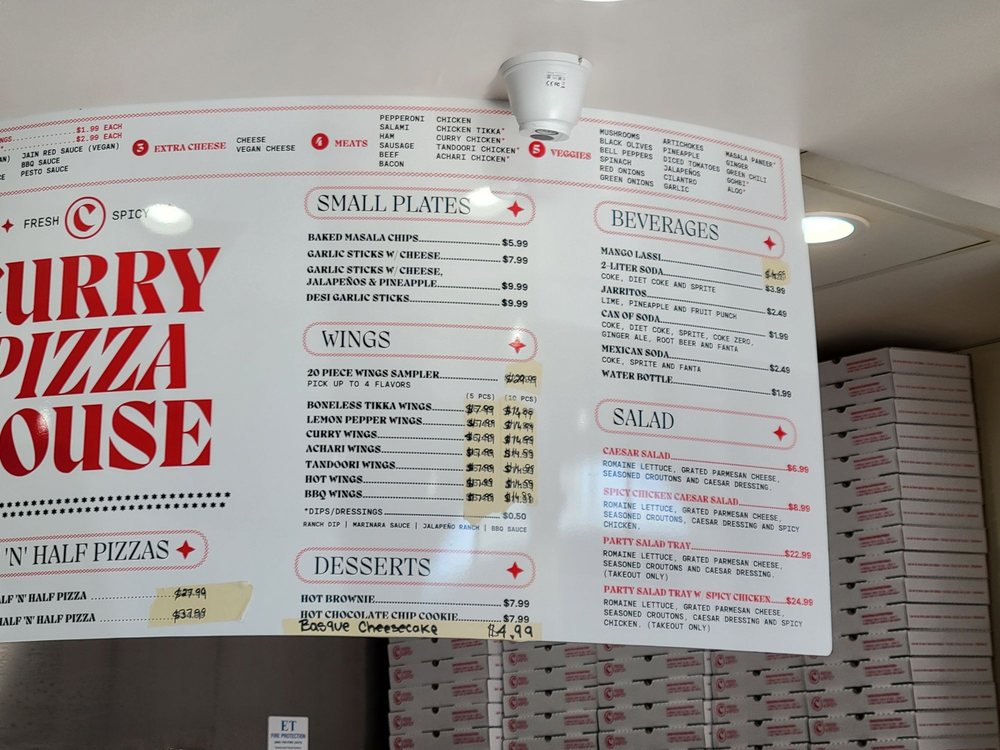 $1.99 EACH
$2.99 EACH
JAIN RED SAUCE (VEGAN)
BBQ SAUCE
PESTO SAUCE
3 EXTRA CHEESE
CHEESE
VEGAN CHEESE
4 MEATS
PEPPERONI
SALAMI
HAM
SAUSAGE
BEEF
BACON
CHICKEN
CHICKEN TIKKA*
CURRY CHICKEN*
TANDOORI CHICKEN*
ACHARI CHICKEN*
5 VEGGIES
MUSHROOMS
BLACK OLIVES
BELL PEPPERS
SPINACH
RED ONIONS
GREEN ONIONS
ARTICHOKES
PINEAPPLE
DICED TOMATOES
JALAPEÑOS
CILANTRO
GARLIC
MASALA PANEER*
GINGER
GREEN CHILI
GOHBI*
ALOO*
FRESH C SPICY
CURRY
PIZZA
HOUSE
'N' HALF PIZZAS
HALF 'N' HALF PIZZA
HALF 'N' HALF PIZZA
SMALL PLATES
BAKED MASALA CHIPS $5.99
GARLIC STICKS W/ CHEESE $7.99
GARLIC STICKS W/ CHEESE,
JALAPEÑOS & PINEAPPLE $9.99
DESI GARLIC STICKS $9.99
WINGS
20 PIECE WINGS SAMPLER
PICK UP TO 4 FLAVORS
(5 PCS) (10 PCS)
BONELESS TIKKA WINGS
LEMON PEPPER WINGS
CURRY WINGS
ACHARI WINGS
TANDOORI WINGS
HOT WINGS
BBQ WINGS
*DIPS/DRESSINGS $0.50
RANCH DIP | MARINARA SAUCE | JALAPEÑO RANCH | BBQ SAUCE
DESSERTS
HOT BROWNIE $7.99
HOT CHOCOLATE CHIP COOKIE $7.99
Basque Cheesecake $4.99
BEVERAGES
MANGO LASSI
2-LITER SODA $3.99
COKE, DIET COKE AND SPRITE
JARRITOS $2.49
LIME, PINEAPPLE AND FRUIT PUNCH
CAN OF SODA $1.99
COKE, DIET COKE, SPRITE, COKE ZERO,
GINGER ALE, ROOT BEER AND FANTA
MEXICAN SODA $2.49
COKE, SPRITE AND FANTA
WATER BOTTLE $1.99
SALAD
CAESAR SALAD $6.99
ROMAINE LETTUCE, GRATED PARMESAN CHEESE,
SEASONED CROUTONS AND CAESAR DRESSING.
SPICY CHICKEN CAESAR SALAD $8.99
ROMAINE LETTUCE, GRATED PARMESAN CHEESE,
SEASONED CROUTONS, CAESAR DRESSING AND SPICY
CHICKEN.
PARTY SALAD TRAY $22.99
ROMAINE LETTUCE, GRATED PARMESAN CHEESE,
SEASONED CROUTONS AND CAESAR DRESSING.
(TAKEOUT ONLY)
PARTY SALAD TRAY W SPICY CHICKEN $24.99
ROMAINE LETTUCE, GRATED PARMESAN CHEESE,
SEASONED CROUTONS, CAESAR DRESSING AND SPICY
CHICKEN. (TAKEOUT ONLY)
ET
FIRE PROTECTION